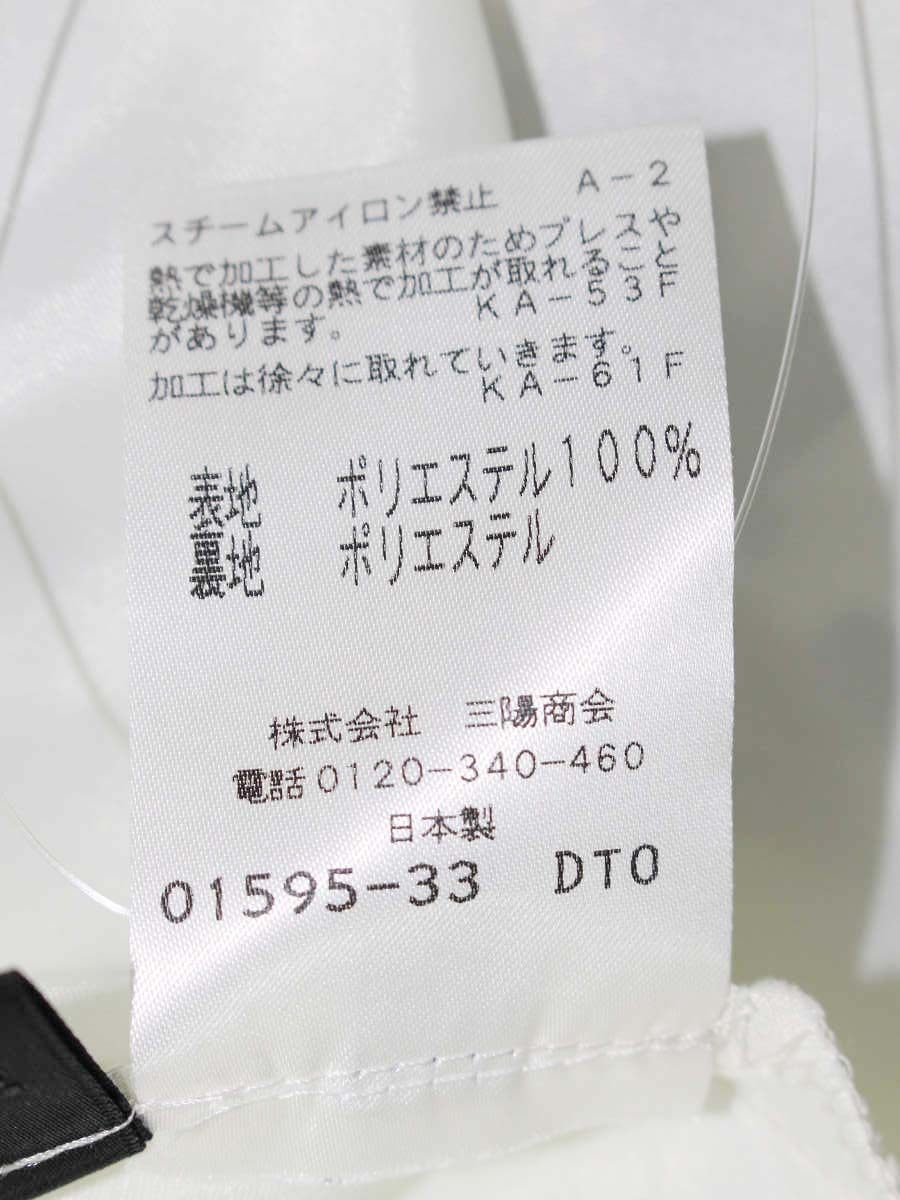 スチームアイロン禁止 A-2
熱で加工した素材のためプレスや
乾燥機等の熱で加工が取れること
があります。 KA-53F
加工は徐々に取れていきます。
KA-61F
表地 ポリエステル100%
裏地 ポリエステル
株式会社 三陽商会
電話0120-340-460
日本製
01595-33 DTO